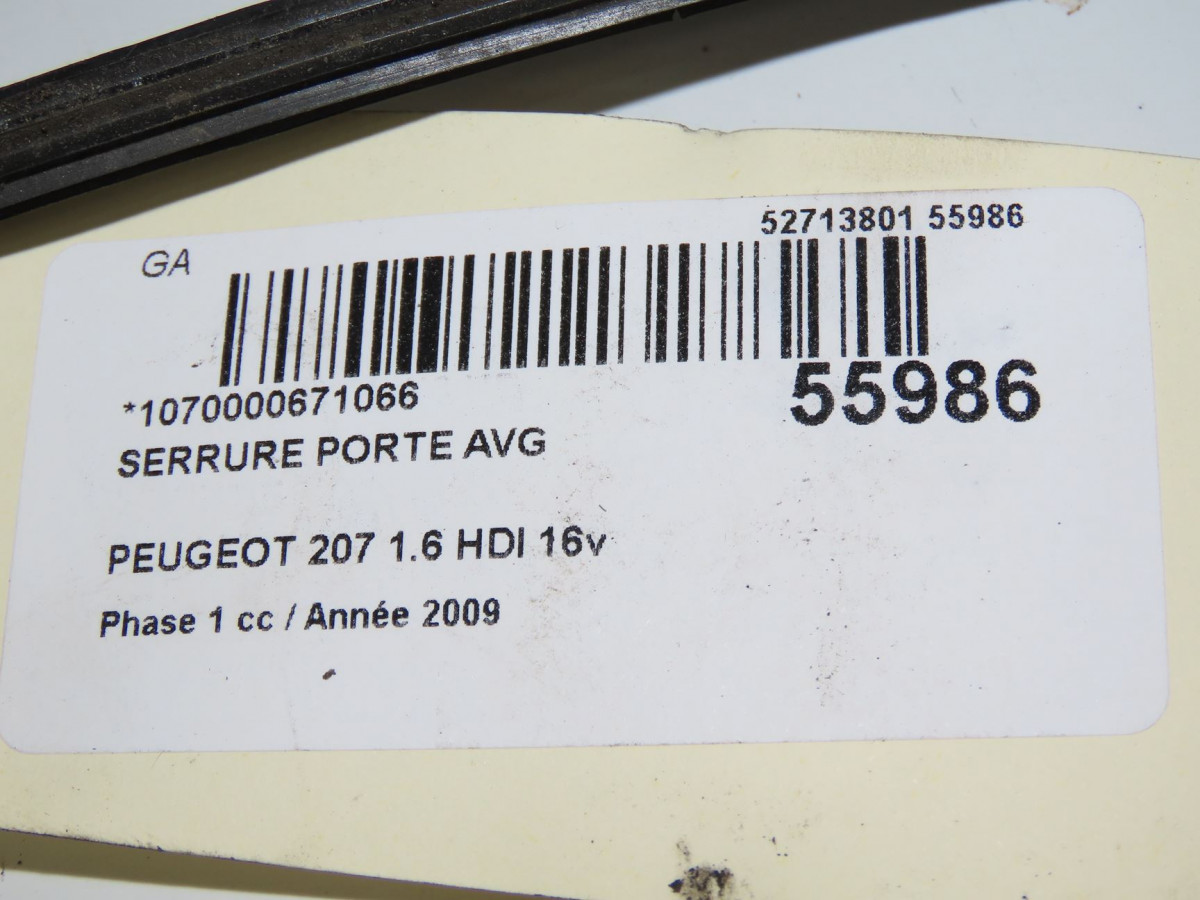 52713801 55986
GA
*1070000671066
55986
SERRURE PORTE AVG
PEUGEOT 207 1.6 HDI 16v
Phase 1 cc / Année 2009